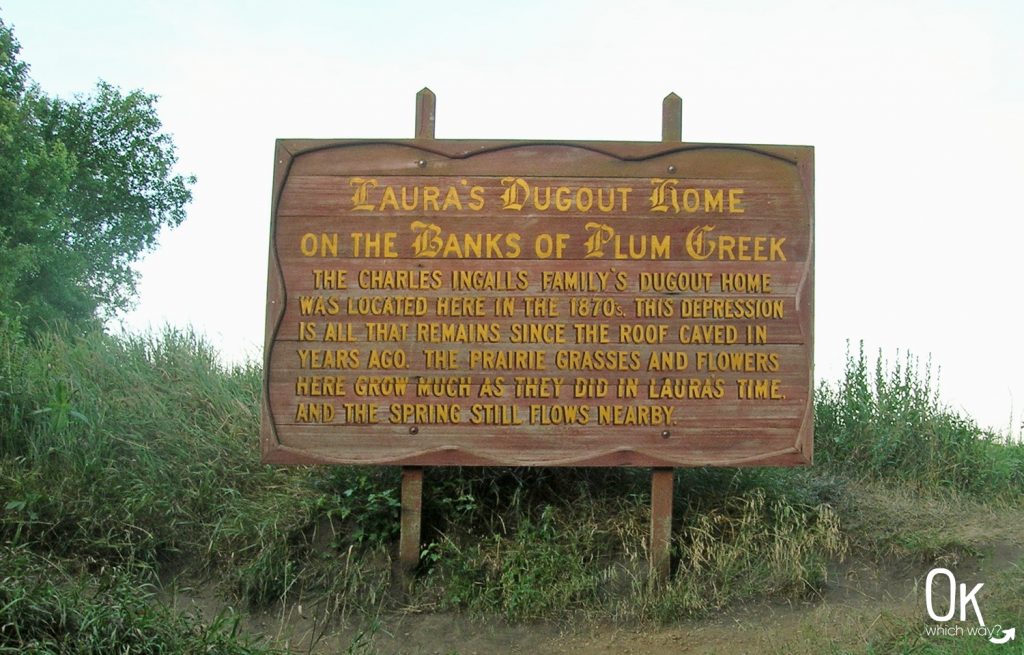 Laura's Dugout Home
on the Banks of Plum Creek
THE CHARLES INGALLS FAMILY'S DUGOUT HOME
WAS LOCATED HERE IN THE 1870s. THIS DEPRESSION
IS ALL THAT REMAINS SINCE THE ROOF CAVED IN
YEARS AGO. THE PRAIRIE GRASSES AND FLOWERS
HERE GROW MUCH AS THEY DID IN LAURA'S TIME,
AND THE SPRING STILL FLOWS NEARBY.
OK
which way?